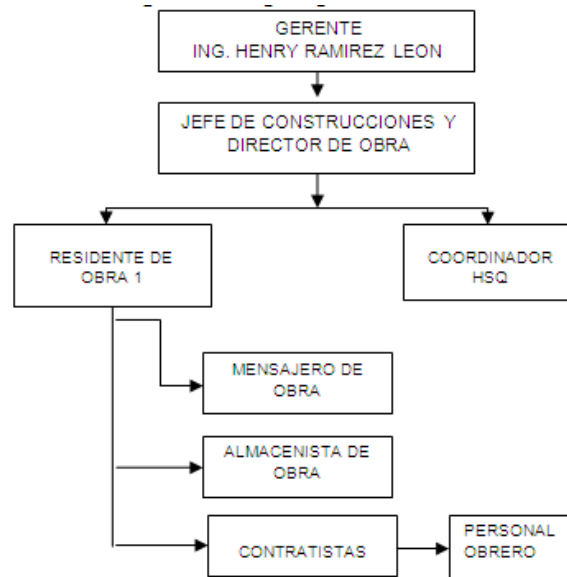 GERENTE
ING. HENRY RAMIREZ LEON
JEFE DE CONSTRUCCIONES Y
DIRECTOR DE OBRA
RESIDENTE DE
OBRA 1
COORDINADOR
HSQ
MENSAJERO DE
OBRA
ALMACENISTA DE
OBRA
CONTRATISTAS
PERSONAL
OBRERO